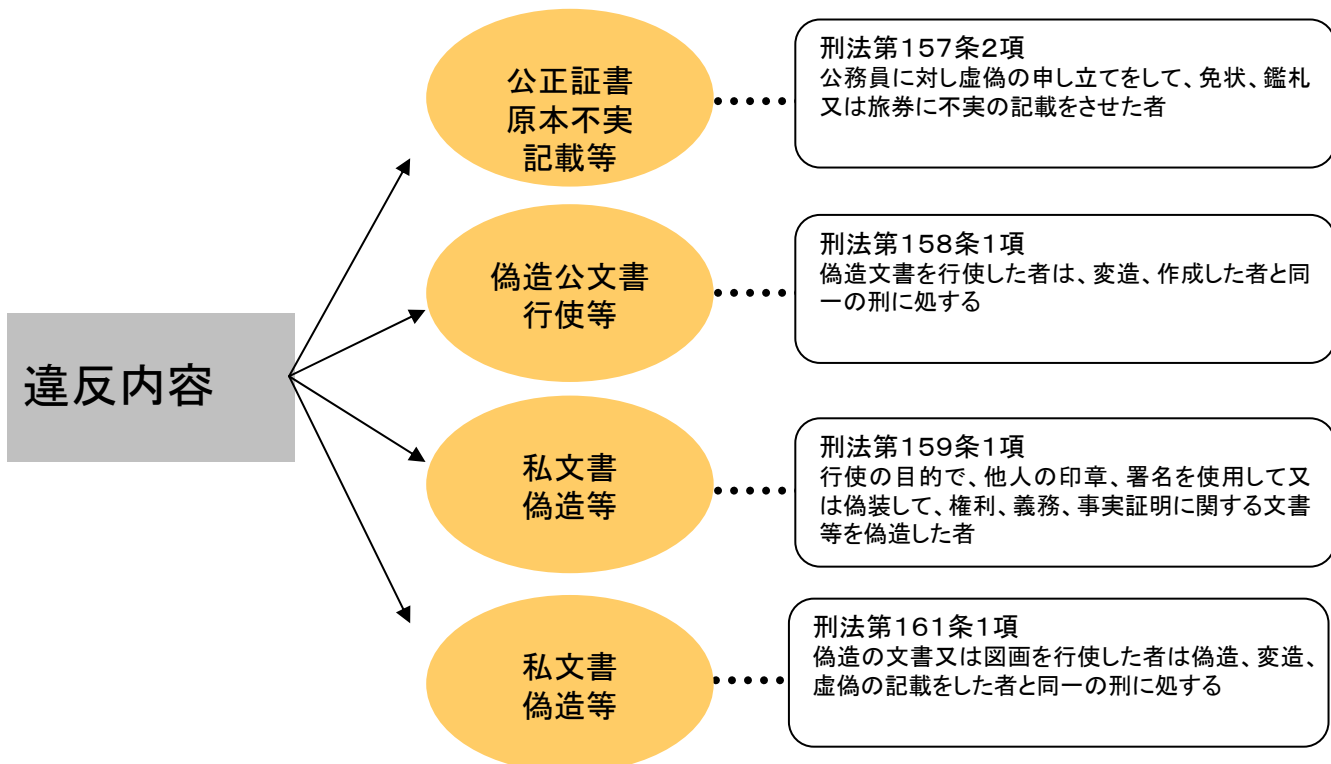 公正証書
原本不実
記載等
刑法第157条2項
公務員に対し虚偽の申し立てをして、免状、鑑札
又は旅券に不実の記載をさせた者
偽造公文書
行使等
刑法第158条1項
偽造文書を行使した者は、変造、作成した者と同
一の刑に処する
違反内容
私文書
偽造等
刑法第159条1項
行使の目的で、他人の印章、署名を使用して又
は偽装して、権利、義務、事実証明に関する文書
等を偽造した者
私文書
偽造等
刑法第161条1項
偽造の文書又は図画を行使した者は偽造、変造、
虚偽の記載をした者と同一の刑に処する